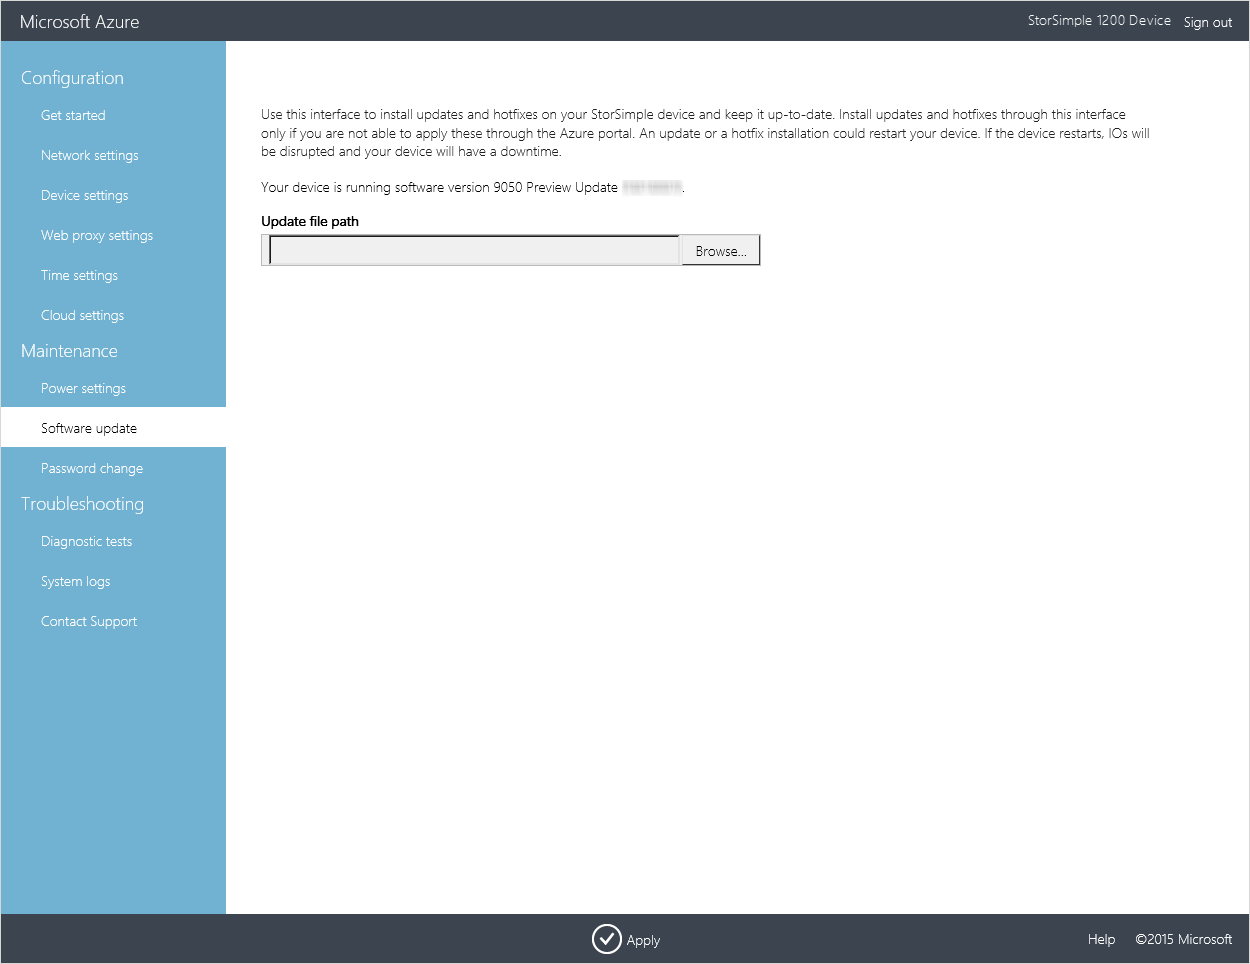 Microsoft Azure
StorSimple 1200 Device
Sign out
Configuration
Get started
Network settings
Device settings
Web proxy settings
Time settings
Cloud settings
Maintenance
Power settings
Software update
Password change
Troubleshooting
Diagnostic tests
System logs
Contact Support
Use this interface to install updates and hotfixes on your StorSimple device and keep it up-to-date. Install updates and hotfixes through this interface
only if you are not able to apply these through the Azure portal. An update or a hotfix installation could restart your device. If the device restarts, IOs will
be disrupted and your device will have a downtime.
Your device is running software version 9050 Preview Update .
Update file path
Browse...
Apply
Help
©2015 Microsoft